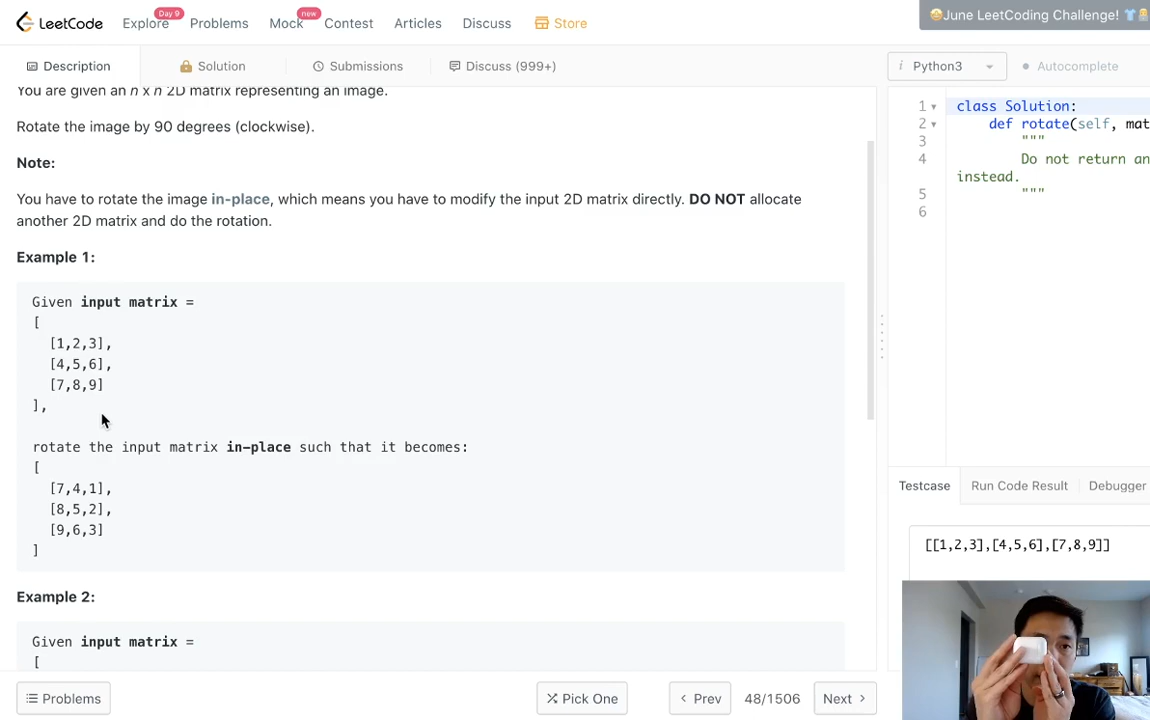 LeetCode
Explore
Day 9
Problems
Mock
new
Contest
Articles
Discuss
Store
June LeetCoding Challenge!
Description
Solution
Submissions
Discuss (999+)
i Python3
Autocomplete
You are given an n x n 2D matrix representing an image.
Rotate the image by 90 degrees (clockwise).
Note:
You have to rotate the image in-place, which means you have to modify the input 2D matrix directly. DO NOT allocate
another 2D matrix and do the rotation.
Example 1:
Given input matrix =
[
[1,2,3],
[4,5,6],
[7,8,9]
],
rotate the input matrix in-place such that it becomes:
[
[7,4,1],
[8,5,2],
[9,6,3]
]
Example 2:
Given input matrix =
[
1 class Solution:
2 def rotate(self, mat
3 """
4 Do not return an
instead.
5 """
6
Testcase
Run Code Result
Debugger
[[1,2,3],[4,5,6],[7,8,9]]
Problems
Pick One
Prev
48/1506
Next